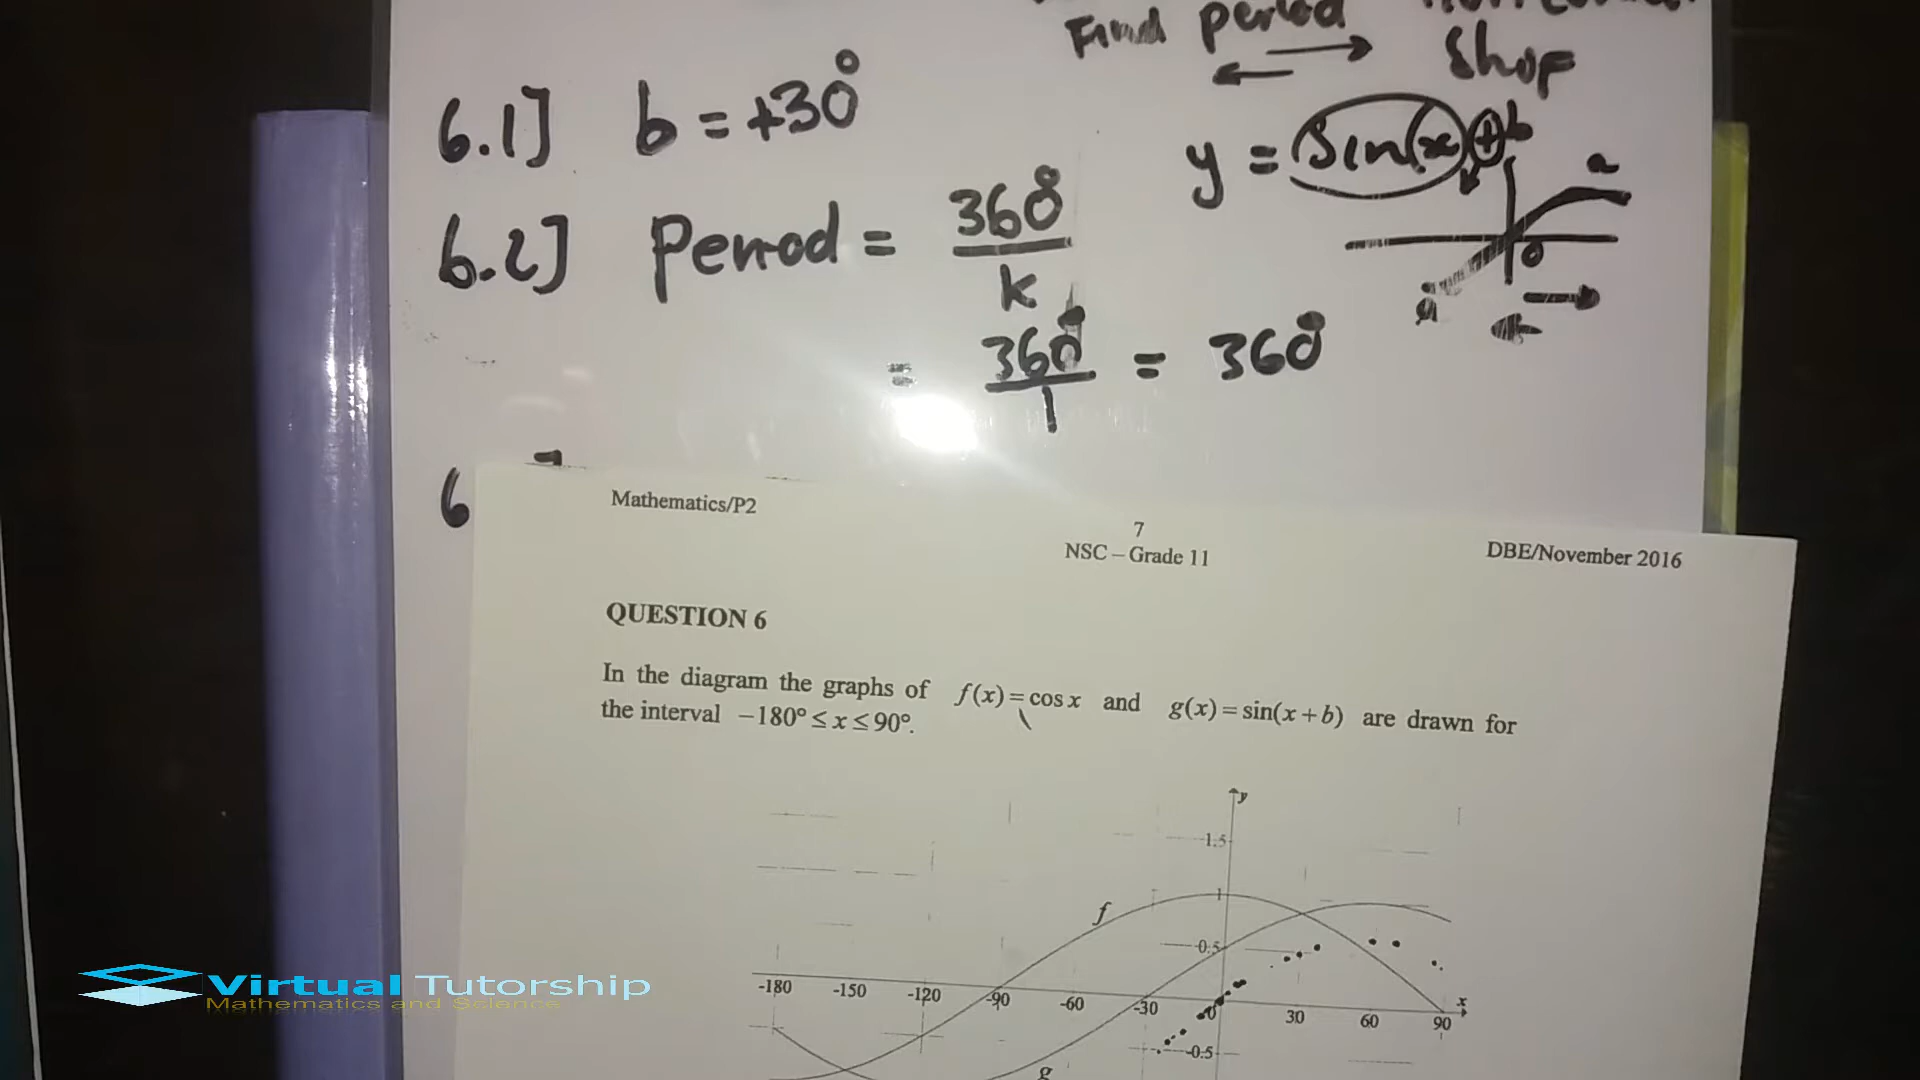 Find period
shop
6.1] b = +30°
y = Sin(x) + b
a
0
6.2] Period = 360°
k
= 360° = 360°
1
6
Mathematics/P2
7
NSC – Grade 11
DBE/November 2016
QUESTION 6
In the diagram the graphs of f(x) = cos x and g(x) = sin(x + b) are drawn for
the interval −180° ≤ x ≤ 90°.
y
1.5
1
f
0.5
-180 -150 -120 -90 -60 -30 0 30 60 90 x
-0.5
g
Virtual Tutorship
Mathematics and Science